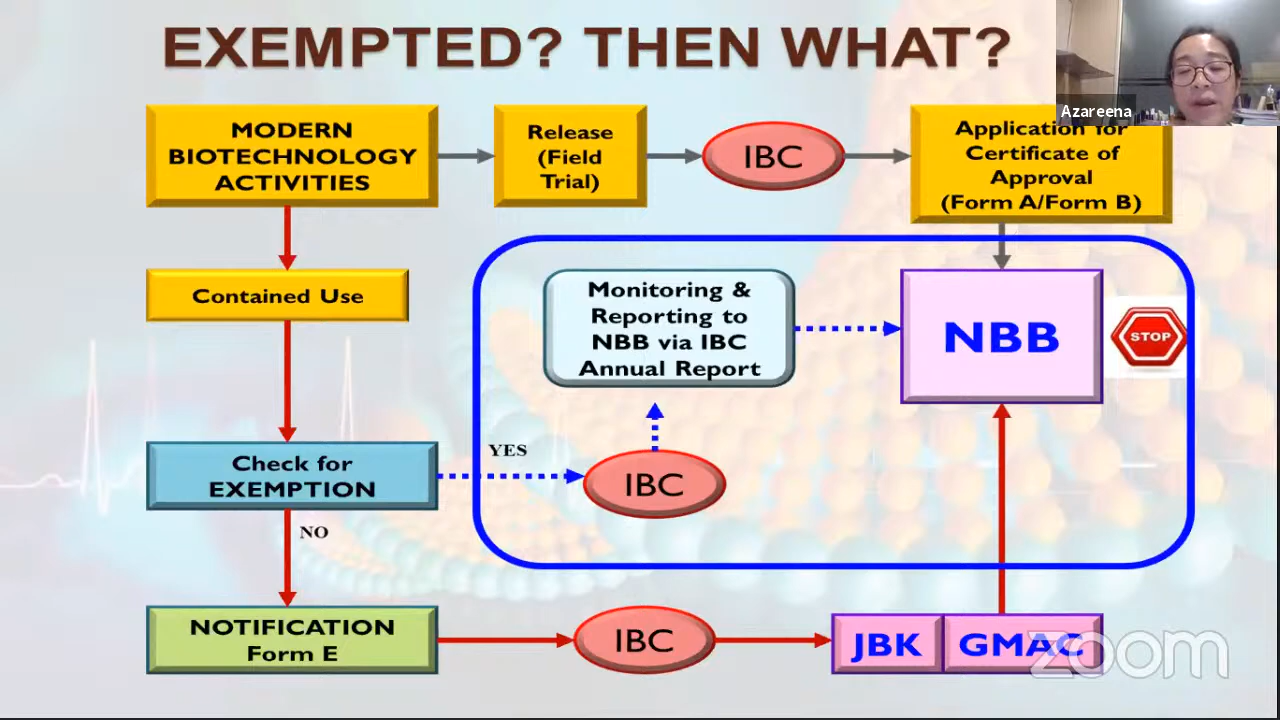 EXEMPTED? THEN WHAT?
Azareena
MODERN
BIOTECHNOLOGY
ACTIVITIES
Release
(Field
Trial)
IBC
Application for
Certificate of
Approval
(Form A/Form B)
Contained Use
Monitoring &
Reporting to
NBB via IBC
Annual Report
NBB
STOP
Check for
EXEMPTION
YES
IBC
NO
NOTIFICATION
Form E
IBC
JBK
GMAC
zoom